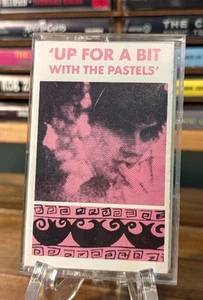 'UP FOR A BIT
WITH THE PASTELS'